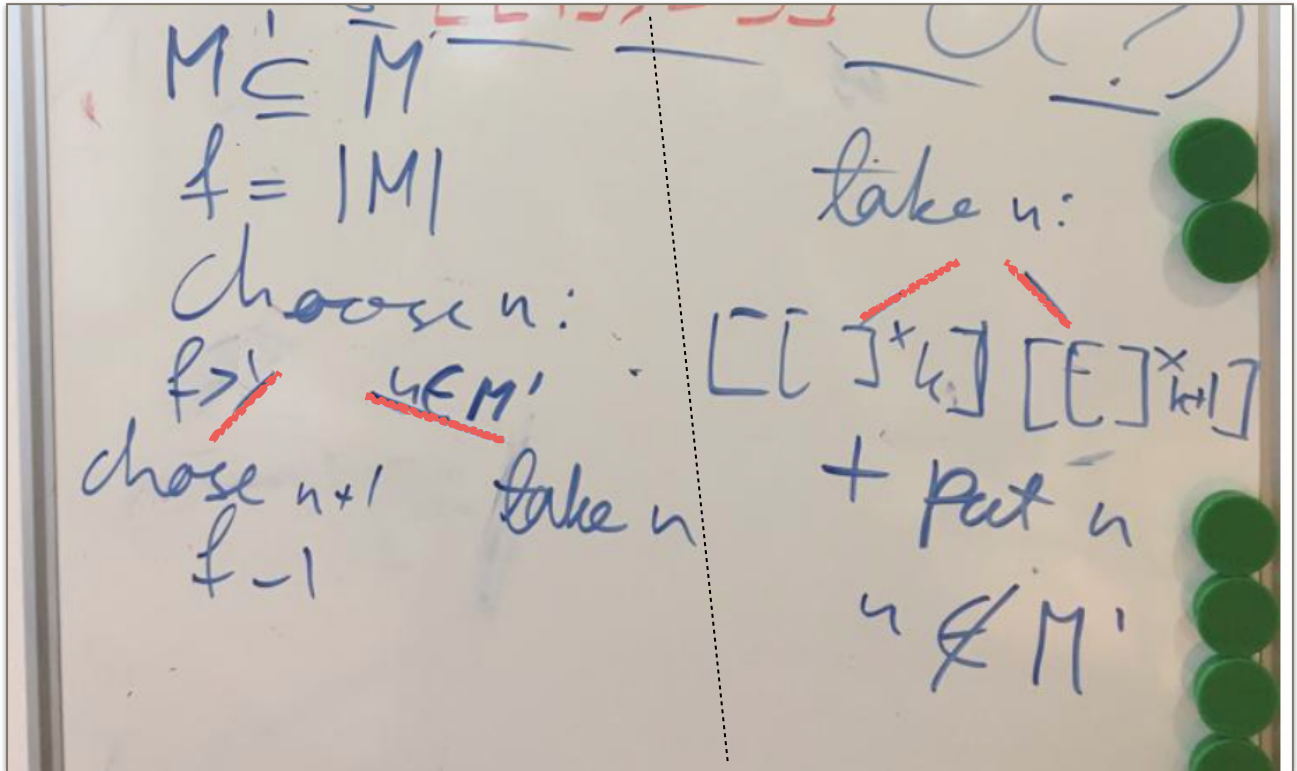 M' ⊆ M
f = |M|
Choose n:
f>1 n∈M'
chose n+1 take n
f-1
take n:
[[ ]×k] [[ ]×k+1]
+ put n
n ∉ M'